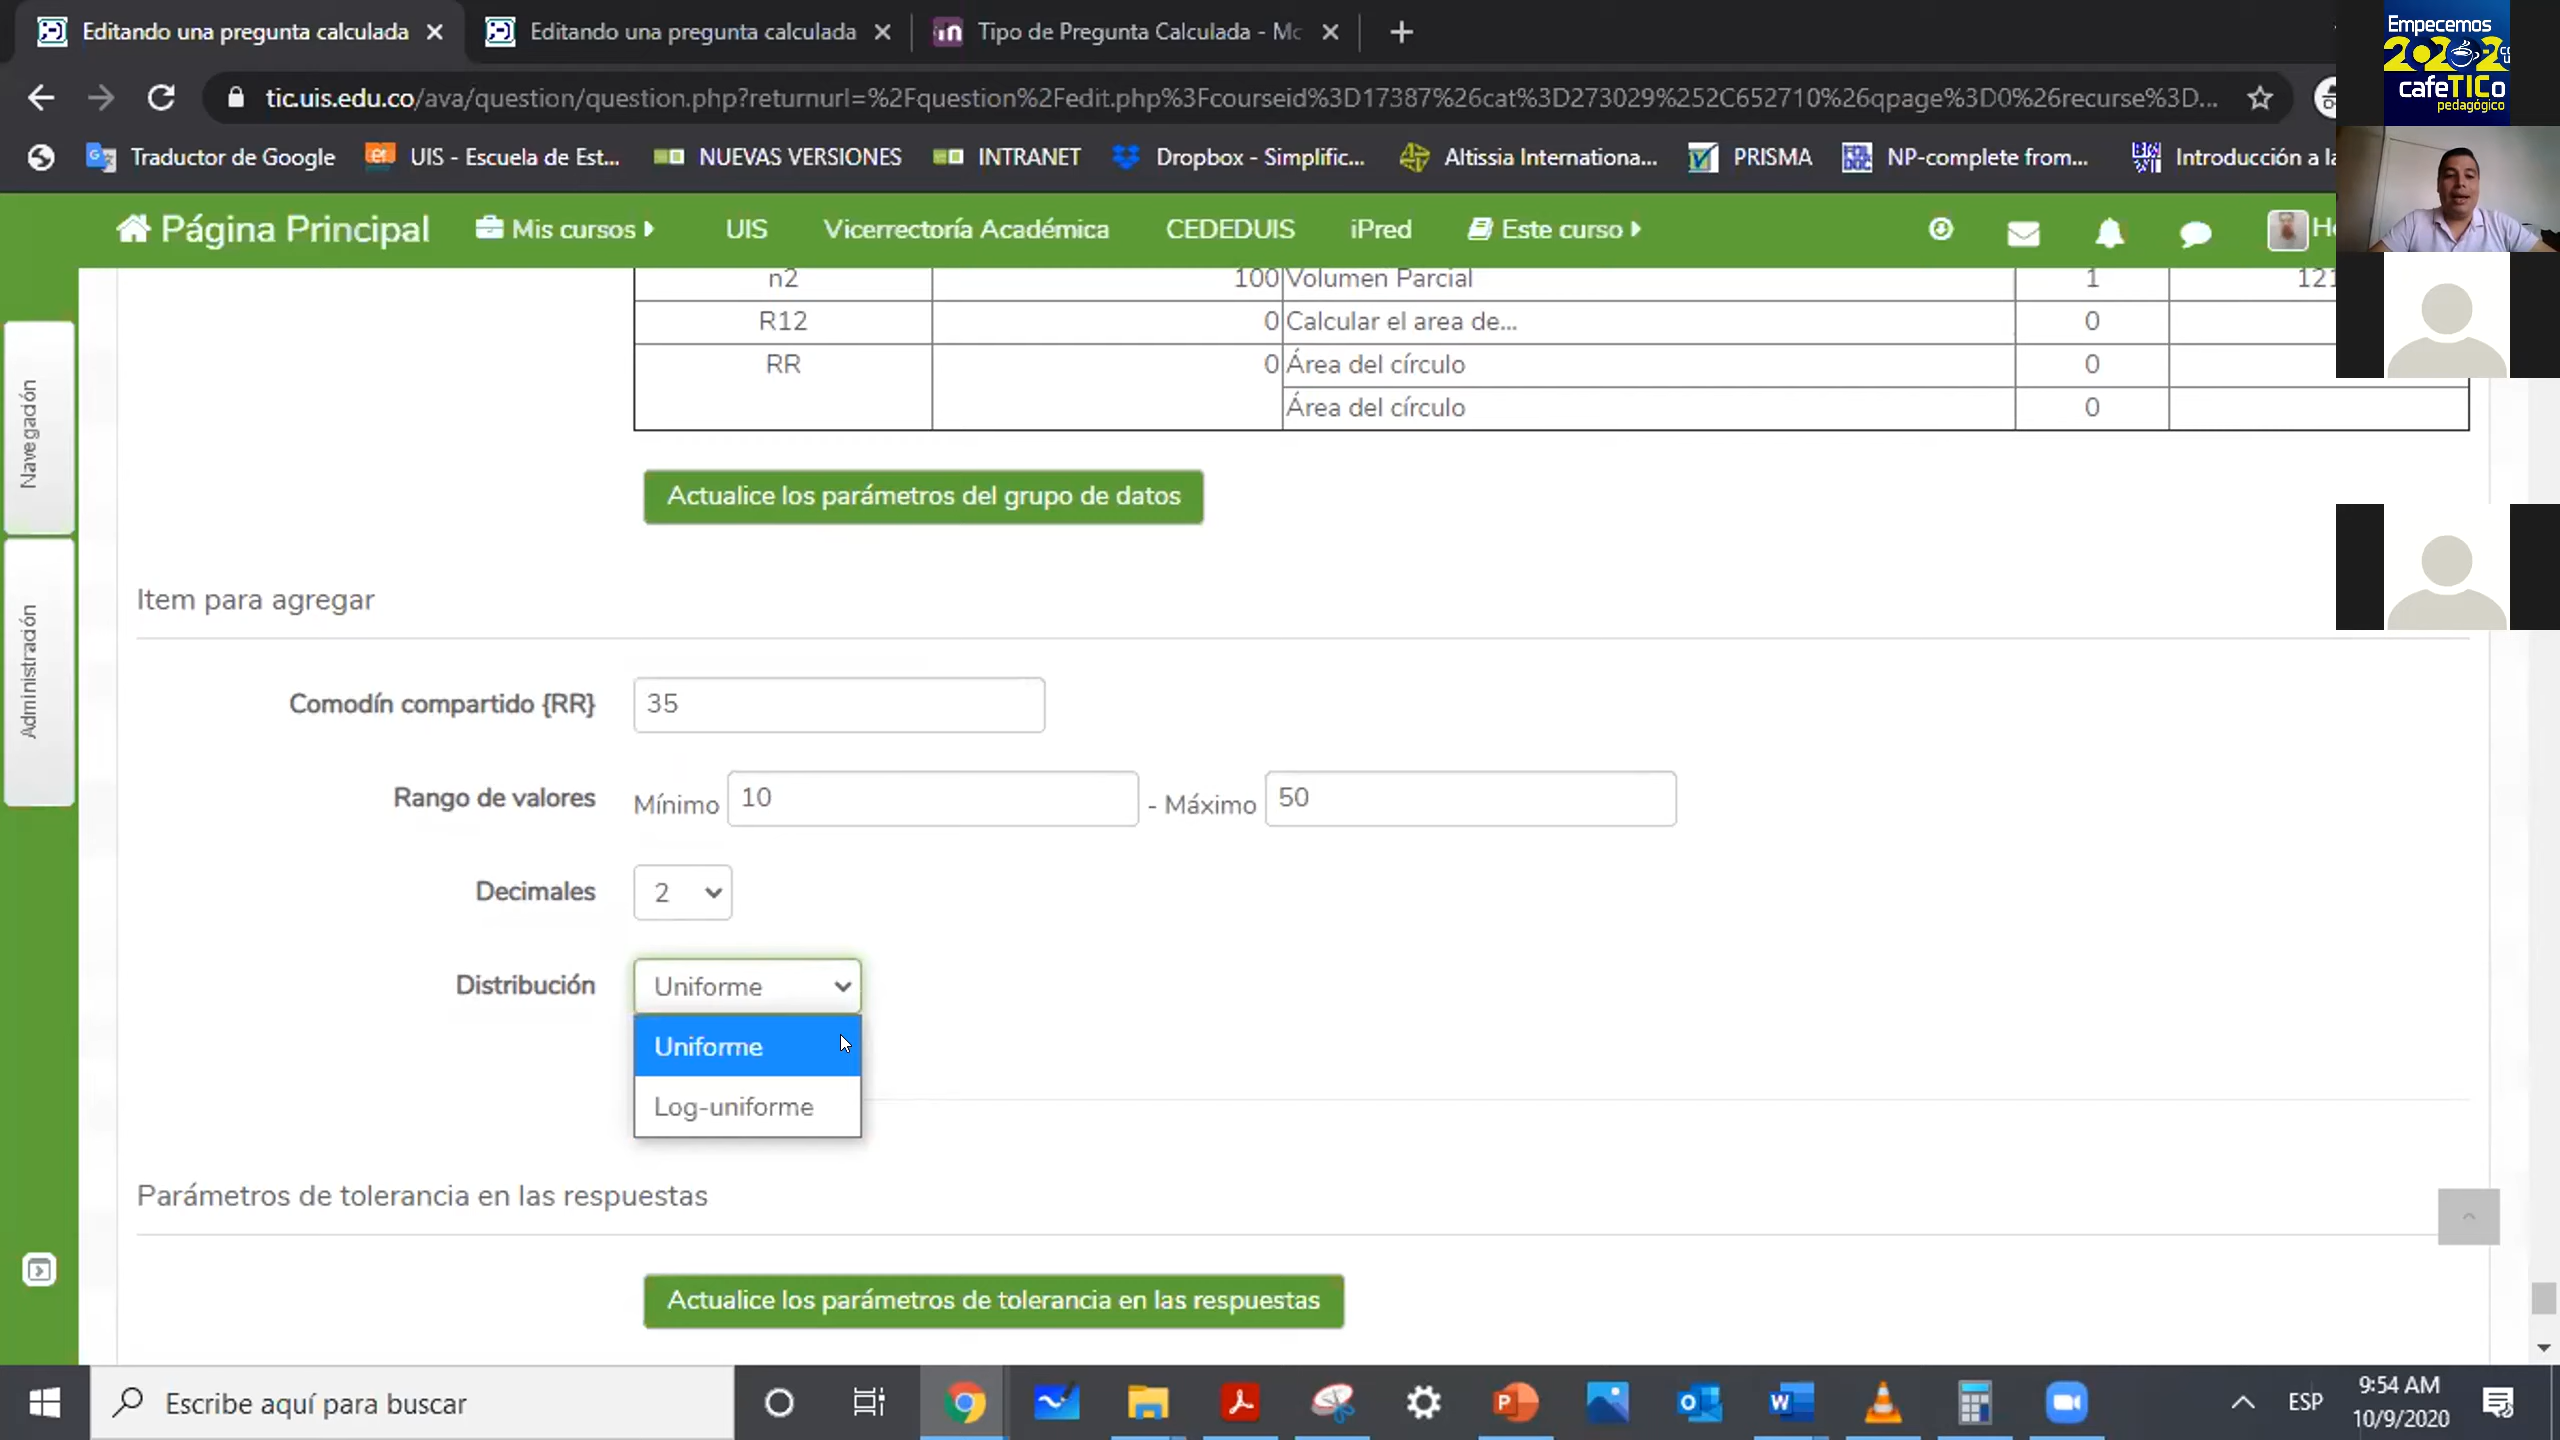 Editando una pregunta calculada
Editando una pregunta calculada
Tipo de Pregunta Calculada - Mo
tic.uis.edu.co/ava/question/question.php?returnurl=%2Fquestion%2Fedit.php%3Fcourseid%3D17387%26cat%3D273029%252C652710%26qpage%3D0%26recurse%3D...
Traductor de Google
UIS - Escuela de Est...
NUEVAS VERSIONES
INTRANET
Dropbox - Simplific...
Altissia Internationa...
PRISMA
NP-complete from...
Introducción a la
Empecemos
cafeTICo
pedagógico
Página Principal
Mis cursos
UIS
Vicerrectoría Académica
CEDEDUIS
iPred
Este curso
n2 100 Volumen Parcial 1 121
R12 0 Calcular el area de... 0
RR 0 Área del círculo 0
Área del círculo 0
Navegación
Administración
Actualice los parámetros del grupo de datos
Item para agregar
Comodín compartido {RR} 35
Rango de valores Mínimo 10 - Máximo 50
Decimales 2
Distribución Uniforme
Uniforme
Log-uniforme
Parámetros de tolerancia en las respuestas
Actualice los parámetros de tolerancia en las respuestas
Escribe aquí para buscar
ESP
9:54 AM
10/9/2020